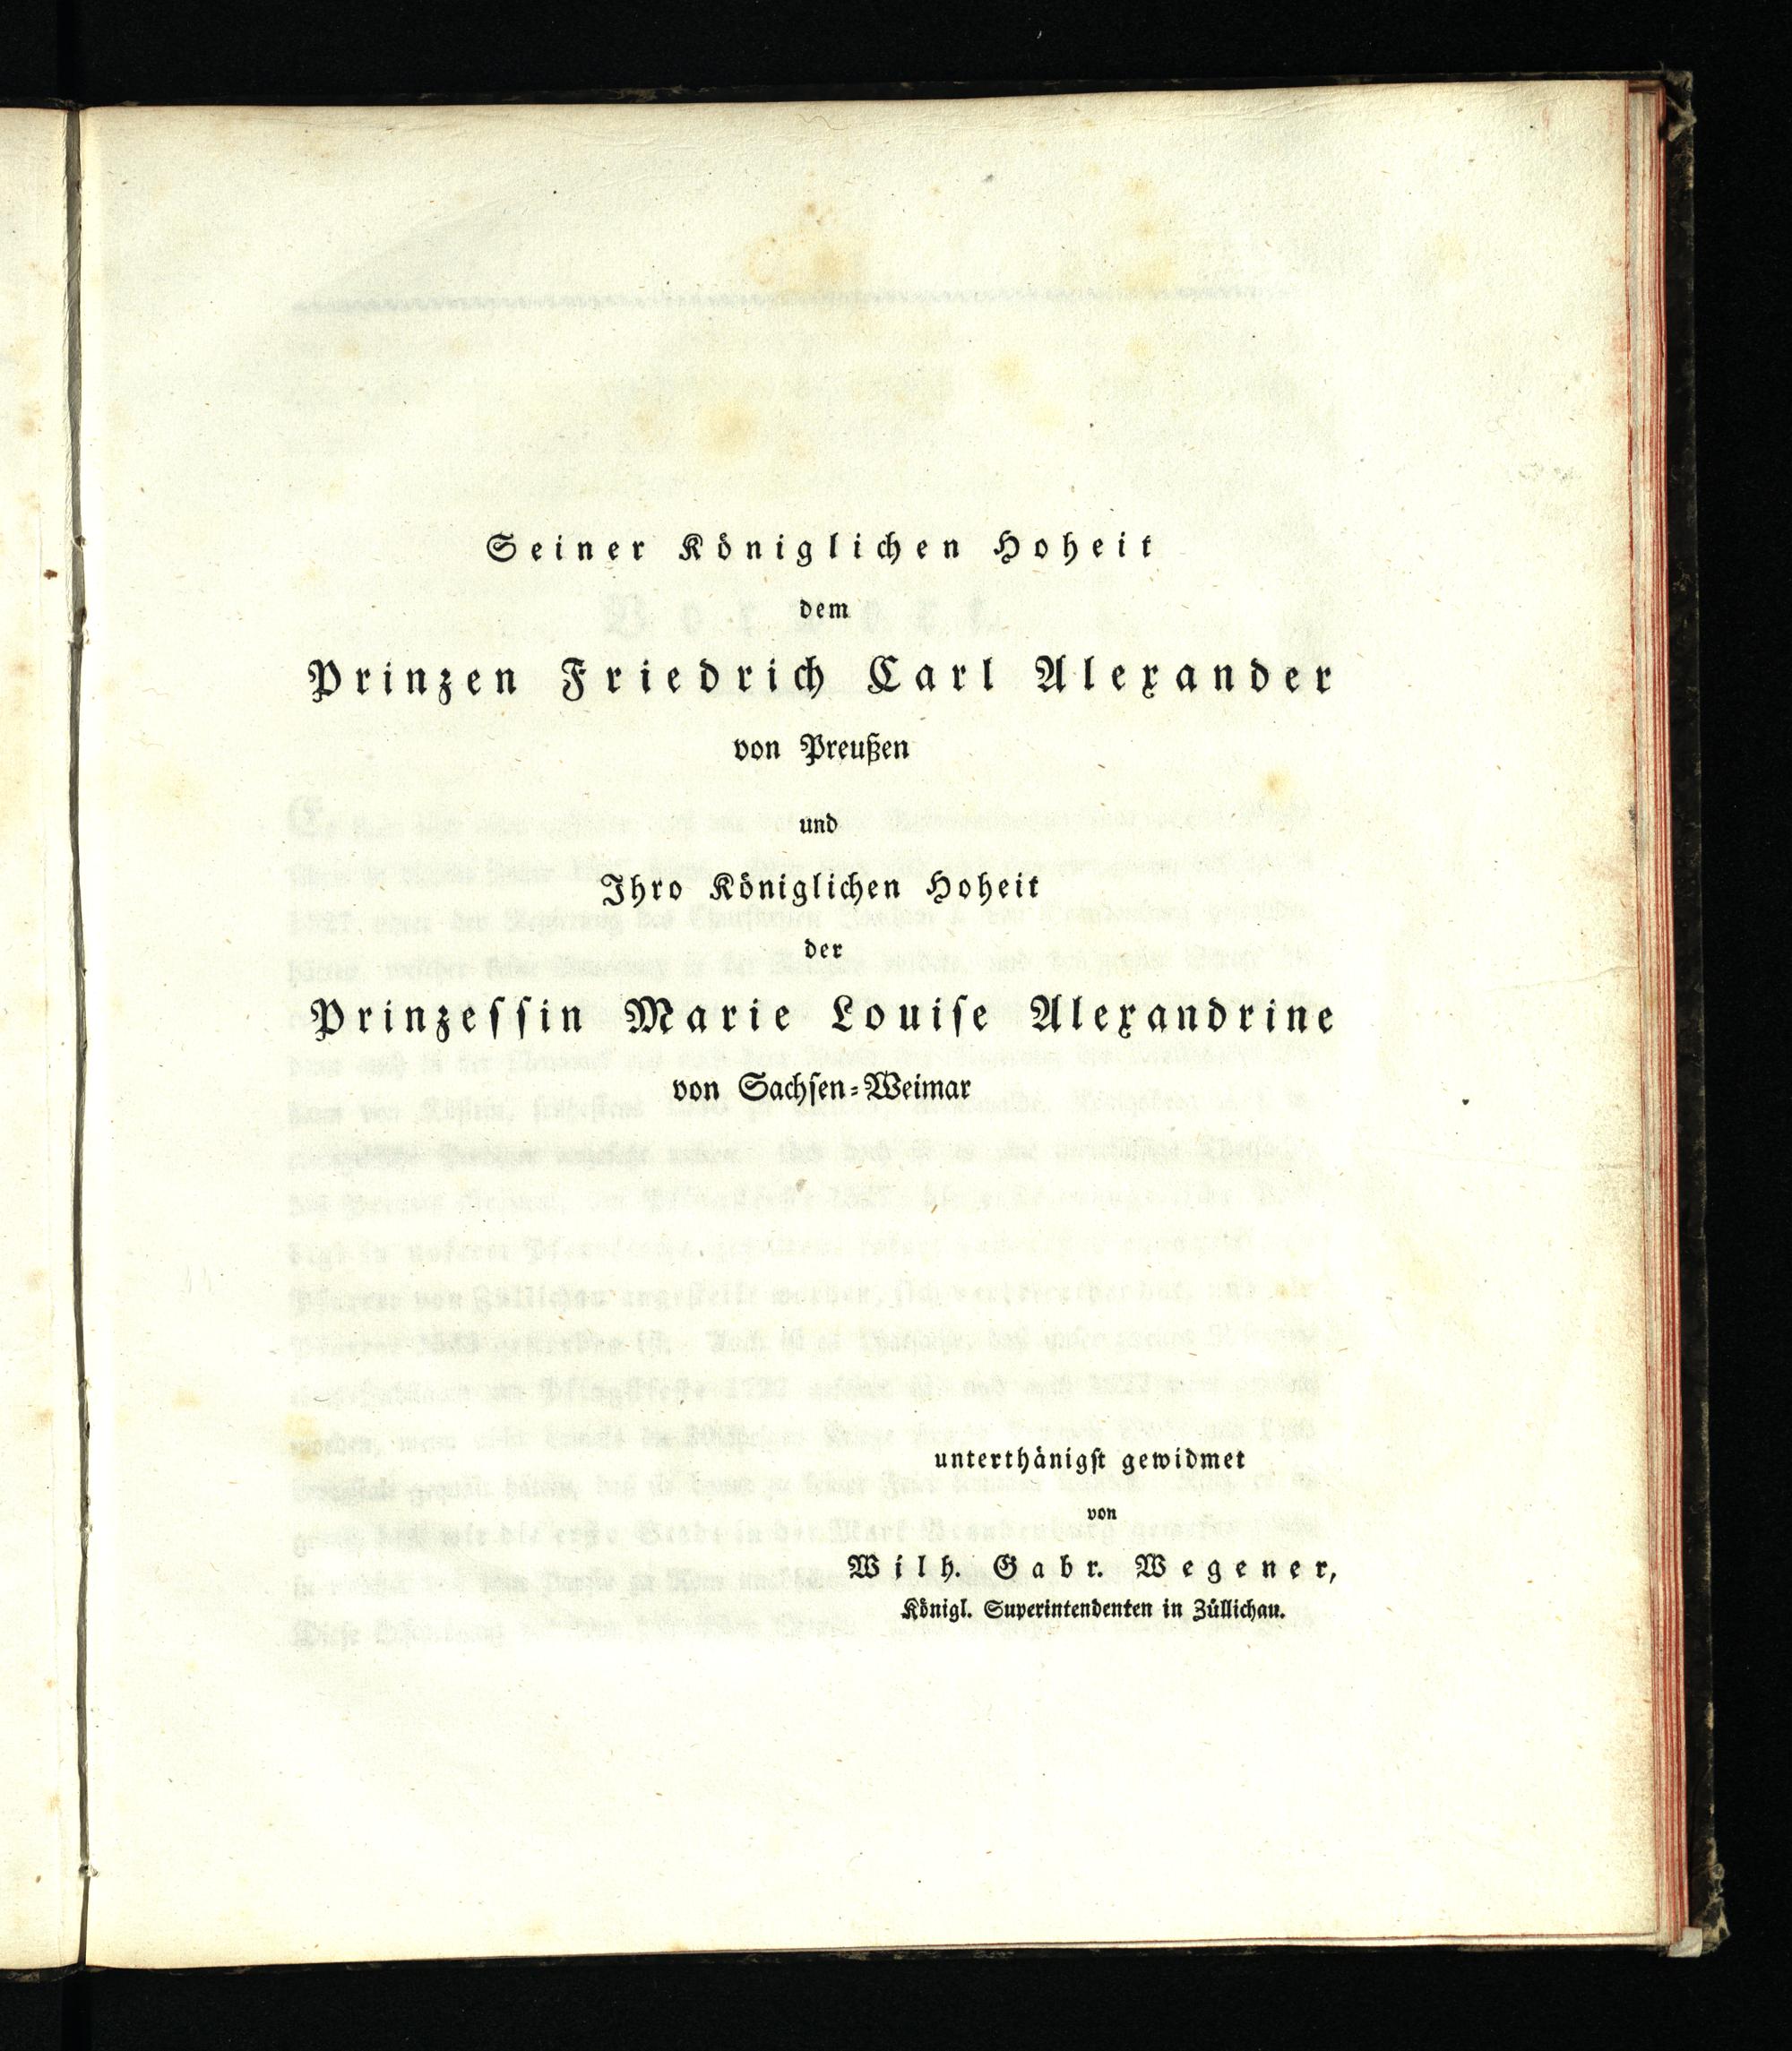 Seiner Königlichen Hoheit
dem
Prinzen Friedrich Carl Alexander
von Preußen
und
Ihro Königlichen Hoheit
der
Prinzessin Marie Louise Alexandrine
von Sachsen-Weimar
unterthänigst gewidmet
von
Wilh. Gabr. Wegener,
Königl. Superintendenten in Züllichau.